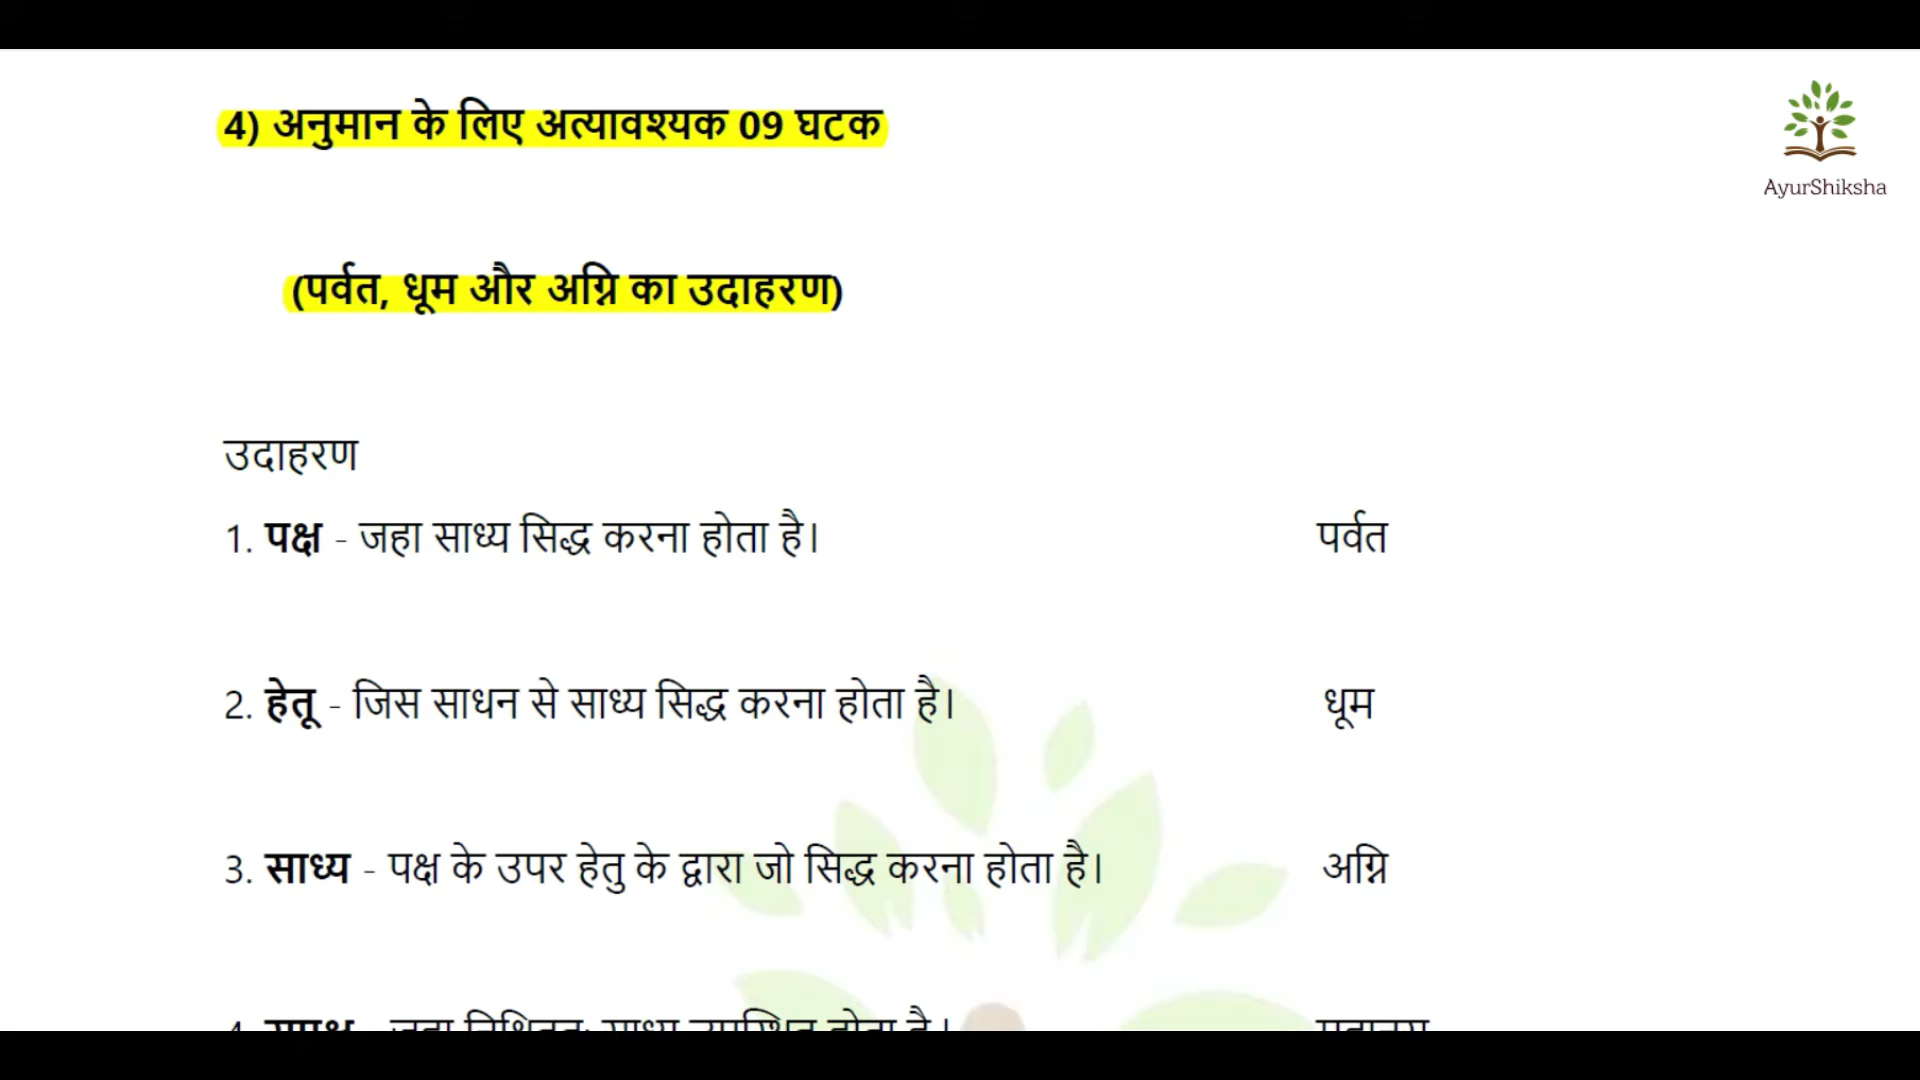 4) अनुमान के लिए अत्यावश्यक 09 घटक
AyurShiksha
(पर्वत, धूम और अग्नि का उदाहरण)
उदाहरण
1. पक्ष - जहा साध्य सिद्ध करना होता है। पर्वत
2. हेतू - जिस साधन से साध्य सिद्ध करना होता है। धूम
3. साध्य - पक्ष के उपर हेतु के द्वारा जो सिद्ध करना होता है। अग्नि